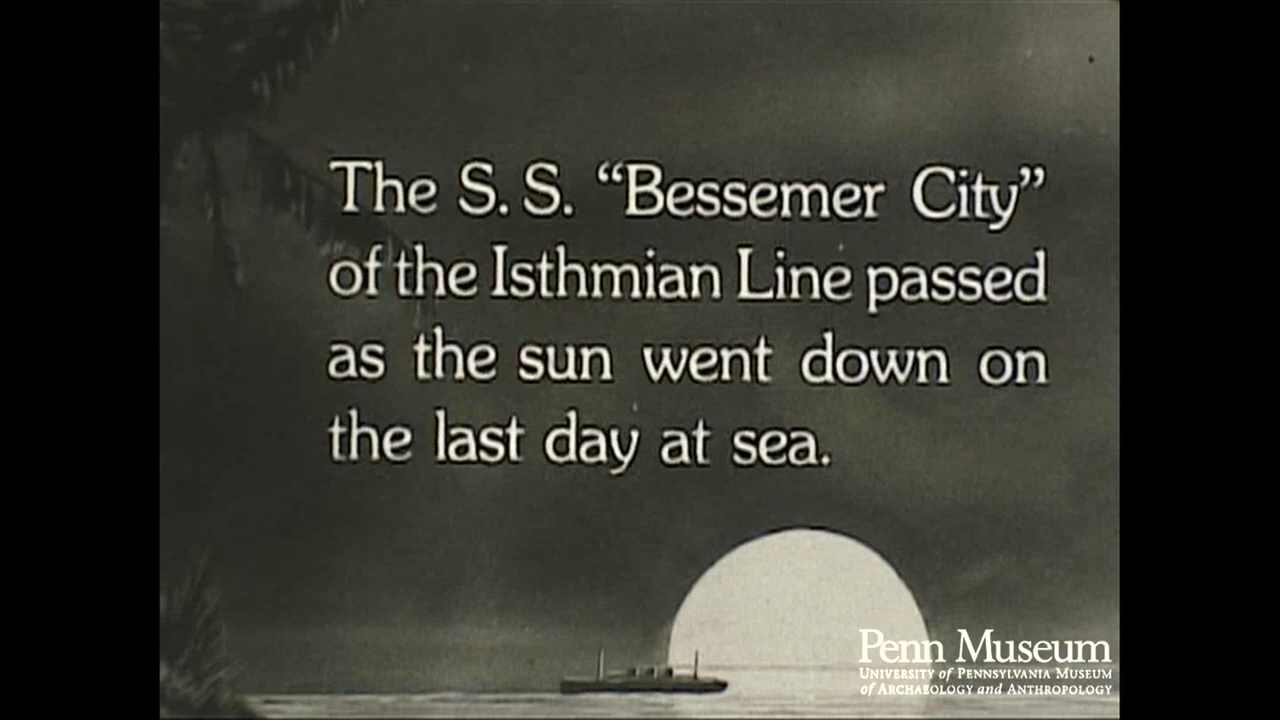 The S. S. “Bessemer City”
of the Isthmian Line passed
as the sun went down on
the last day at sea.
Penn Museum
UNIVERSITY of PENNSYLVANIA MUSEUM
of ARCHAEOLOGY and ANTHROPOLOGY